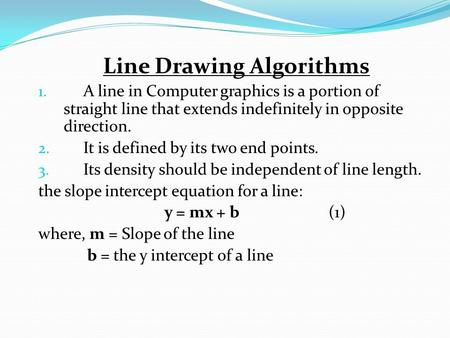 Line Drawing Algorithms
1. A line in Computer graphics is a portion of
straight line that extends indefinitely in opposite
direction.
2. It is defined by its two end points.
3. Its density should be independent of line length.
the slope intercept equation for a line:
y = mx + b (1)
where, m = Slope of the line
b = the y intercept of a line